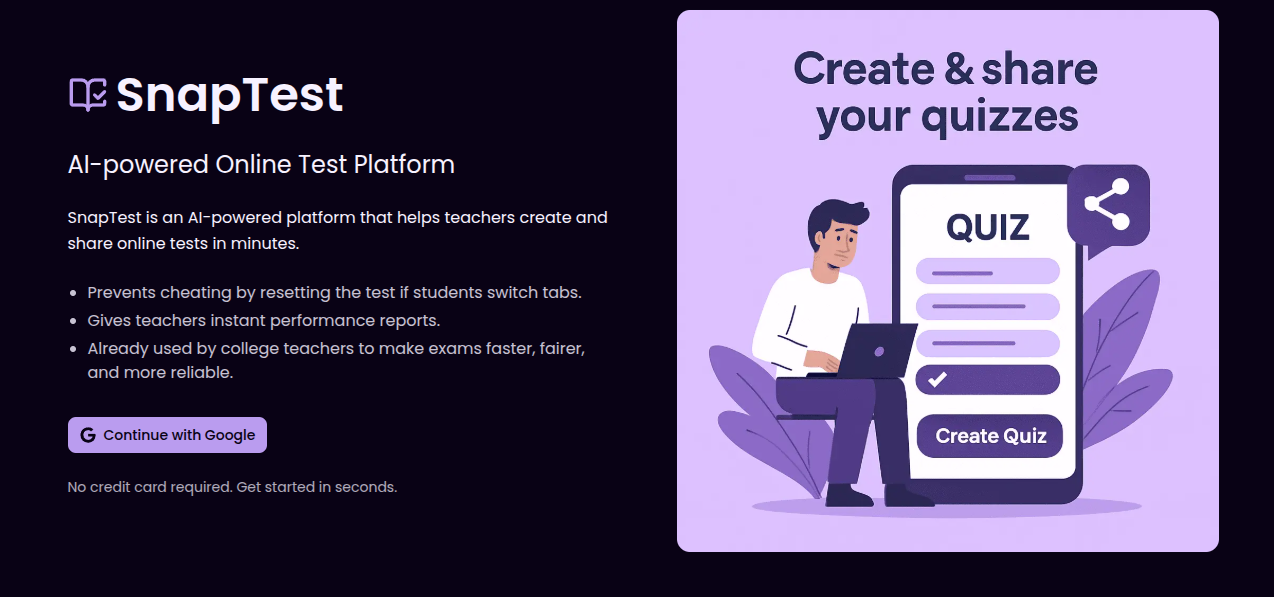 SnapTest
AI-powered Online Test Platform
SnapTest is an AI-powered platform that helps teachers create and
share online tests in minutes.
Prevents cheating by resetting the test if students switch tabs.
Gives teachers instant performance reports.
Already used by college teachers to make exams faster, fairer,
and more reliable.
Continue with Google
No credit card required. Get started in seconds.
Create & share
your quizzes
QUIZ
Create Quiz